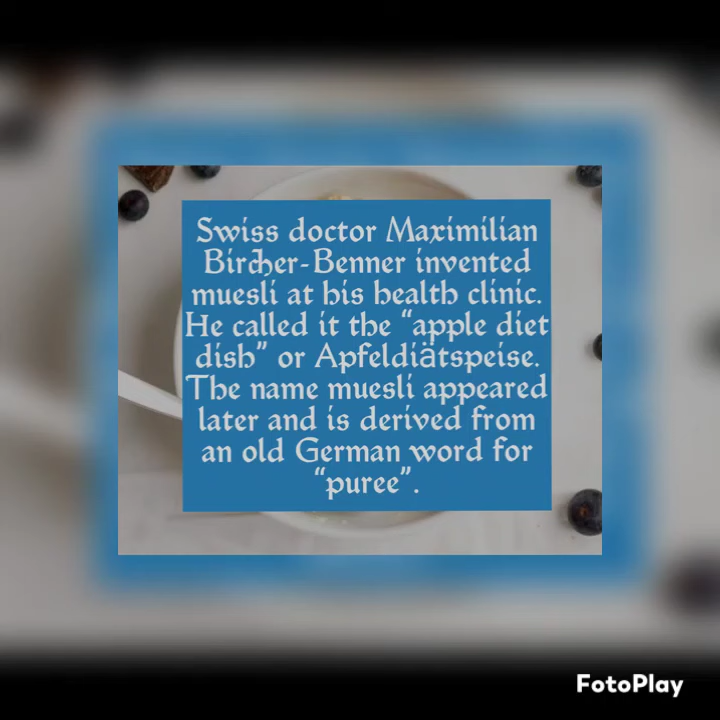 Swiss doctor Maximilian
Bircher-Benner invented
muesli at his health clinic.
He called it the “apple diet
dish” or Apfeldiätspeise.
The name muesli appeared
later and is derived from
an old German word for
“puree”.
FotoPlay